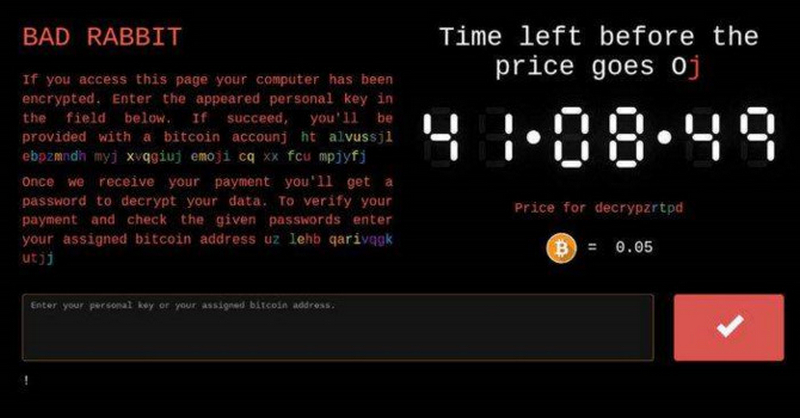 BAD RABBIT
If you access this page your computer has been
encrypted. Enter the appeared personal key in
the field below. If succeed, you'll be
provided with a bitcoin accounj ht alvussjl
ebpzmndh myj xvqgiuj emoji cq xx fcu mpjyfj
Once we receive your payment you'll get a
password to decrypt your data. To verify your
payment and check the given passwords enter
your assigned bitcoin address uz lehb qarivqgk
utjj
Time left before the
price goes Oj
41·08:49
Price for decrypzrtpd
= 0.05
Enter your personal key or your assigned bitcoin address.
!